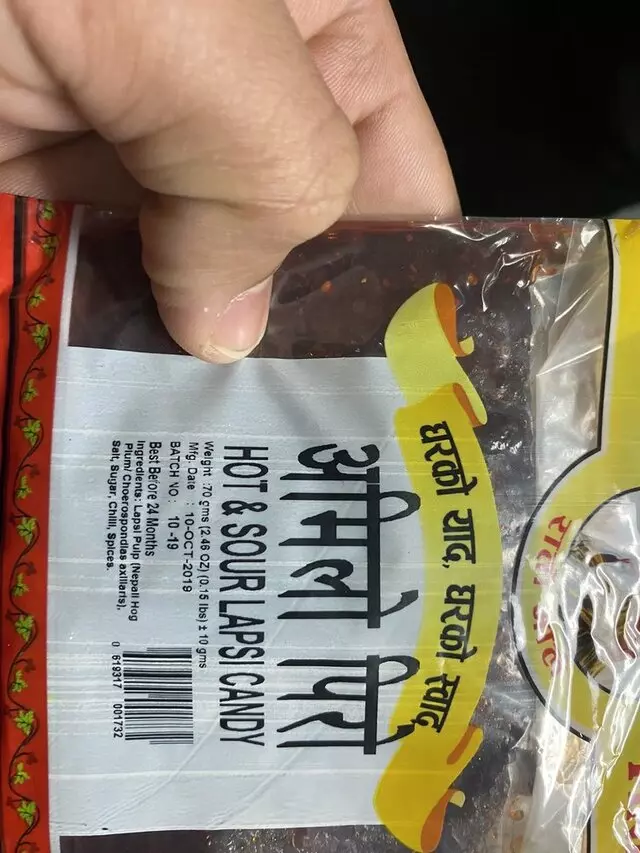 घरको याद, घरको स्वाद
अमिलो पिरो
HOT & SOUR LAPSI CANDY
Weight :70 gms (2.46 OZ) (0.15 lbs) ± 10 gms
Mfg. Date : 10-OCT-2019
BATCH NO : 10 -19
Best Before 24 Months
Ingredients: Lapsi Pulp (Nepali Hog
Plum/ Choerospondias axillaris),
Salt, Sugar, Chilli, Spices.
0 519317 001732